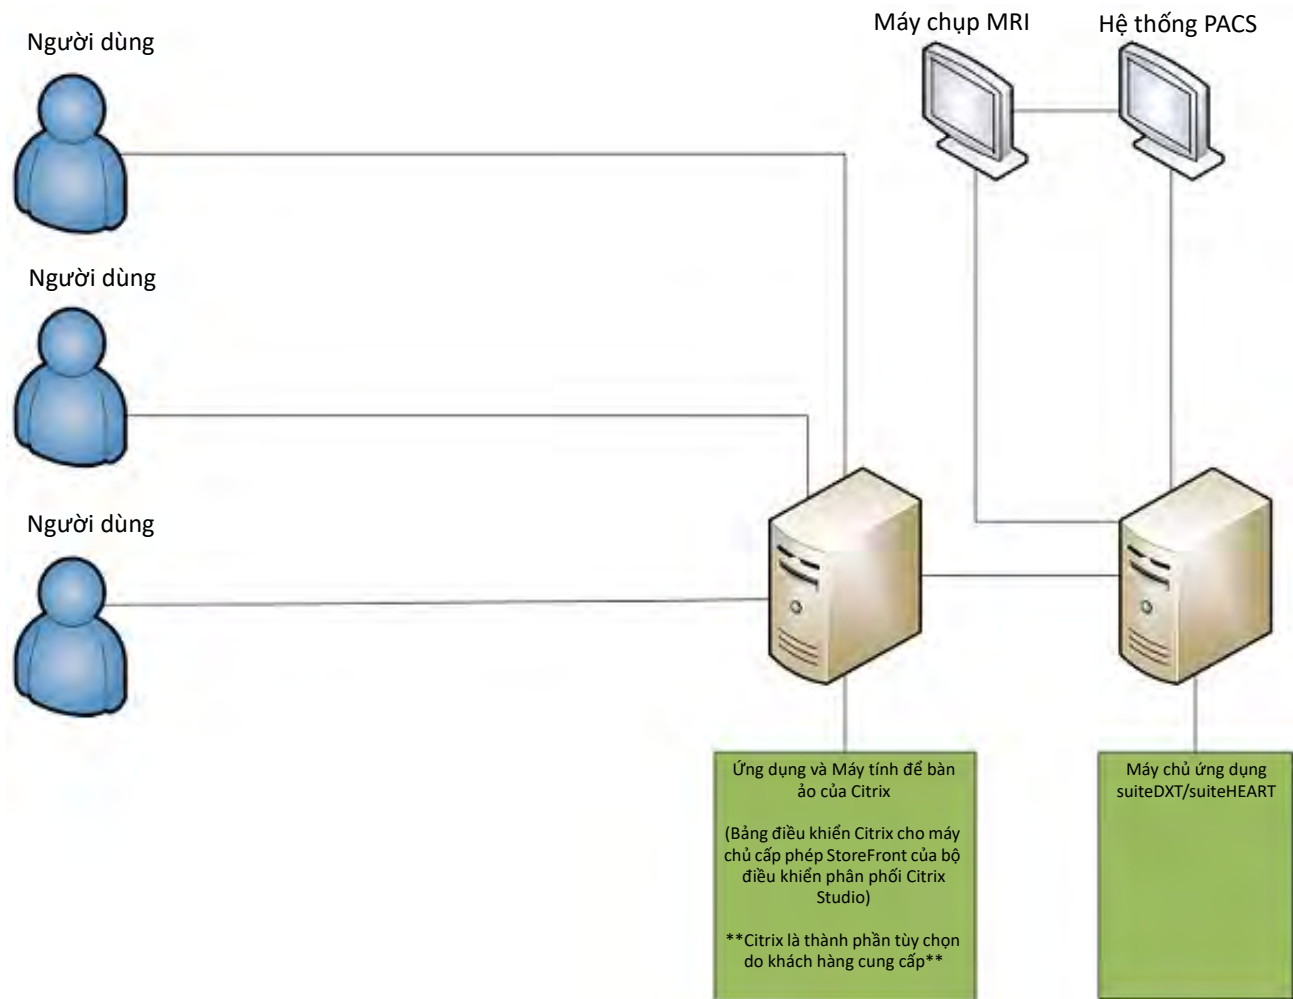 Máy chụp MRI
Hệ thống PACS
Người dùng
Người dùng
Người dùng
Ứng dụng và Máy tính để bàn
ảo của Citrix
(Bảng điều khiển Citrix cho máy
chủ cấp phép StoreFront của bộ
điều khiển phân phối Citrix
Studio)
**Citrix là thành phần tùy chọn
do khách hàng cung cấp**
Máy chủ ứng dụng
suiteDXT/suiteHEART